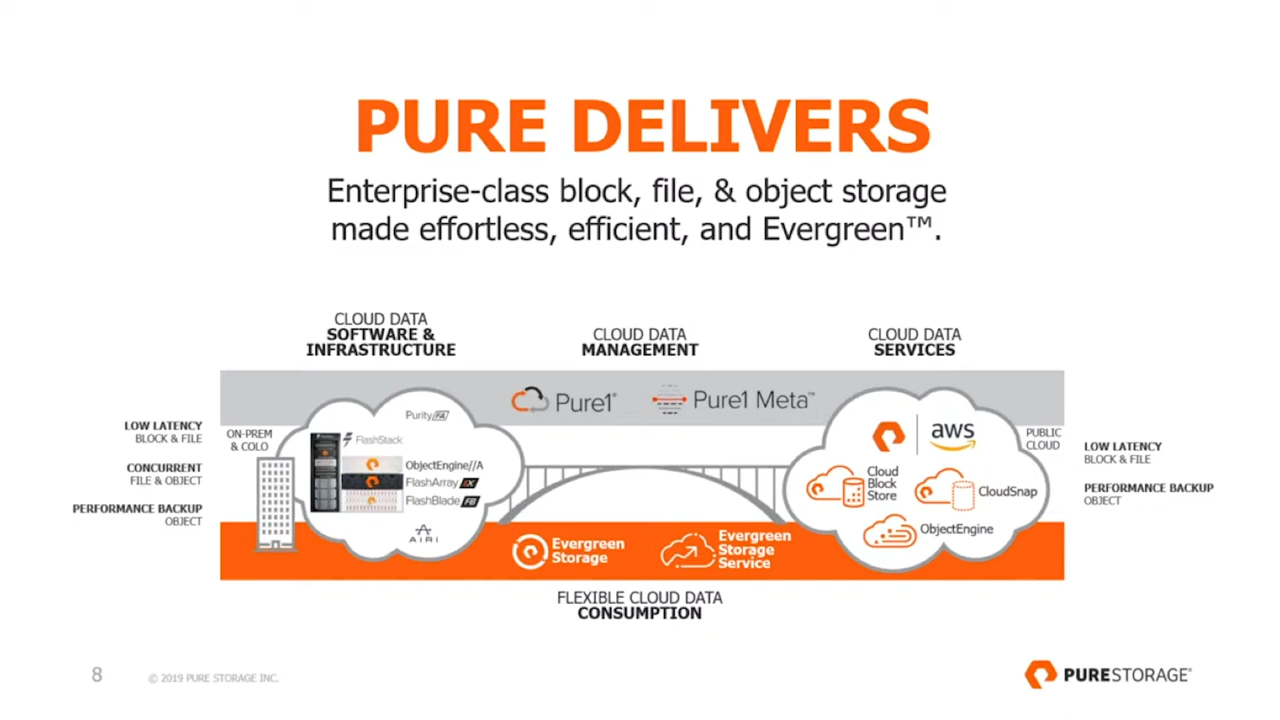 PURE DELIVERS
Enterprise-class block, file, & object storage
made effortless, efficient, and Evergreen™.
CLOUD DATA
SOFTWARE &
INFRASTRUCTURE
CLOUD DATA
MANAGEMENT
CLOUD DATA
SERVICES
Pure1®
Pure1 Meta™
LOW LATENCY
BLOCK & FILE
CONCURRENT
FILE & OBJECT
PERFORMANCE BACKUP
OBJECT
ON-PREM
& COLO
Purity FA
FlashStack
ObjectEngine//A
FlashArray //X
FlashBlade FB
AIRI
aws
Cloud
Block
Store
CloudSnap
ObjectEngine
PUBLIC
CLOUD
LOW LATENCY
BLOCK & FILE
PERFORMANCE BACKUP
OBJECT
Evergreen
Storage
Evergreen
Storage
Service
FLEXIBLE CLOUD DATA
CONSUMPTION
8
© 2019 PURE STORAGE INC.
PURESTORAGE®